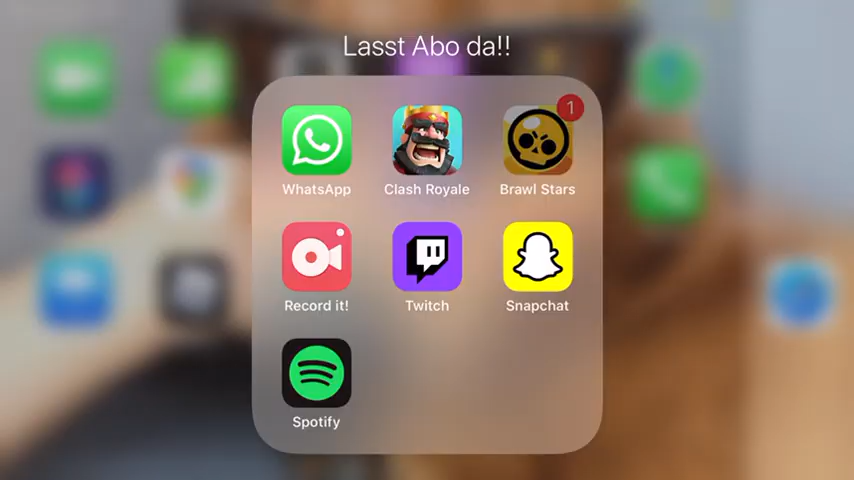 Lasst Abo da!!
1
WhatsApp
Clash Royale
Brawl Stars
Record it!
Twitch
Snapchat
Spotify